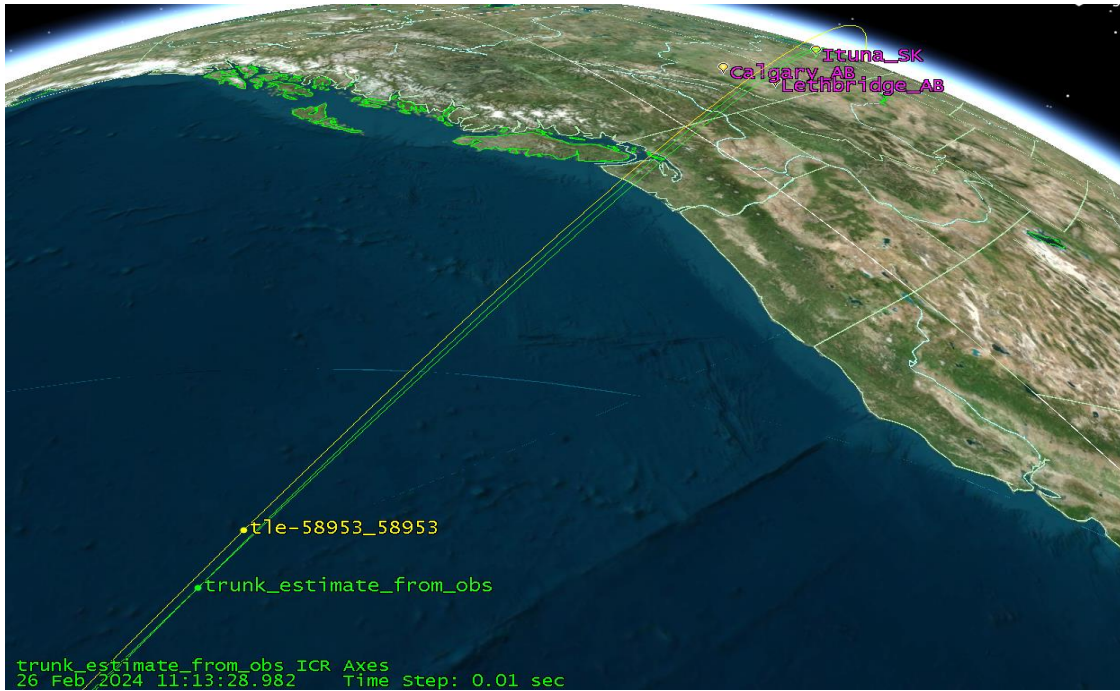 Ituna_SK
Calgary_AB
Lethbridge_AB
tle-58953_58953
trunk_estimate_from_obs
trunk_estimate_from_obs ICR Axes
26 Feb 2024 11:13:28.982 Time Step: 0.01 sec